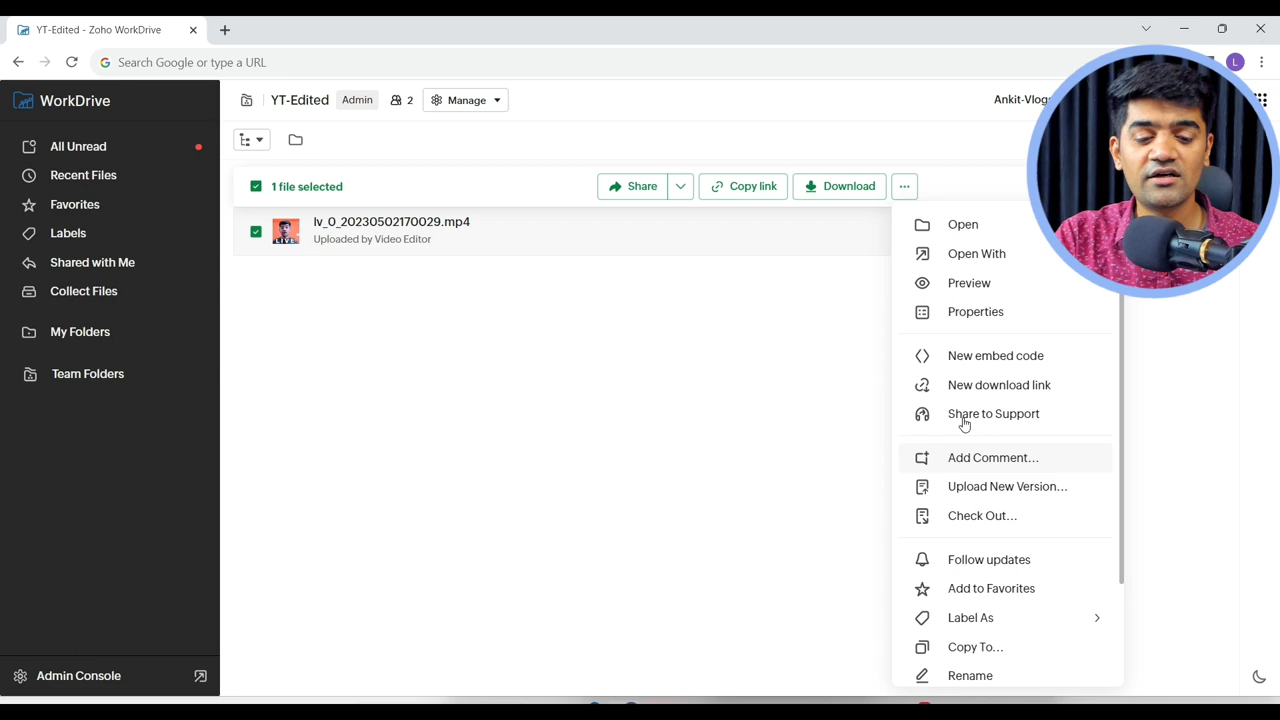 YT-Edited - Zoho WorkDrive
Search Google or type a URL
L
WorkDrive
YT-Edited
Admin
2
Manage
Ankit-Vlogs
All Unread
Recent Files
Favorites
Labels
Shared with Me
Collect Files
My Folders
Team Folders
Admin Console
1 file selected
Share
Copy link
Download
LIVE
lv_0_20230502170029.mp4
Uploaded by Video Editor
Open
Open With
Preview
Properties
New embed code
New download link
Share to Support
Add Comment...
Upload New Version...
Check Out...
Follow updates
Add to Favorites
Label As
Copy To...
Rename